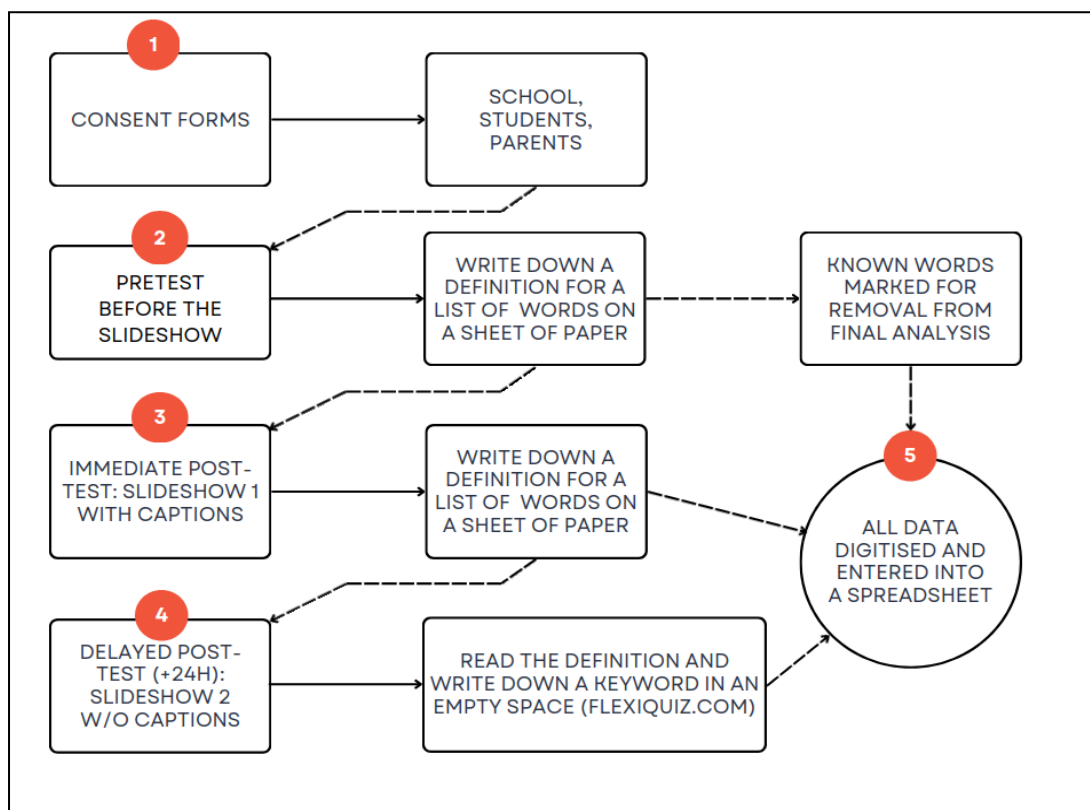 1
CONSENT FORMS
SCHOOL,
STUDENTS,
PARENTS
2
PRETEST
BEFORE THE
SLIDESHOW
WRITE DOWN A
DEFINITION FOR A
LIST OF WORDS ON
A SHEET OF PAPER
KNOWN WORDS
MARKED FOR
REMOVAL FROM
FINAL ANALYSIS
3
IMMEDIATE POST-
TEST: SLIDESHOW 1
WITH CAPTIONS
WRITE DOWN A
DEFINITION FOR A
LIST OF WORDS ON
A SHEET OF PAPER
4
DELAYED POST-
TEST (+24H):
SLIDESHOW 2
W/O CAPTIONS
READ THE DEFINITION AND
WRITE DOWN A KEYWORD IN AN
EMPTY SPACE (FLEXIQUIZ.COM)
5
ALL DATA
DIGITISED AND
ENTERED INTO
A SPREADSHEET